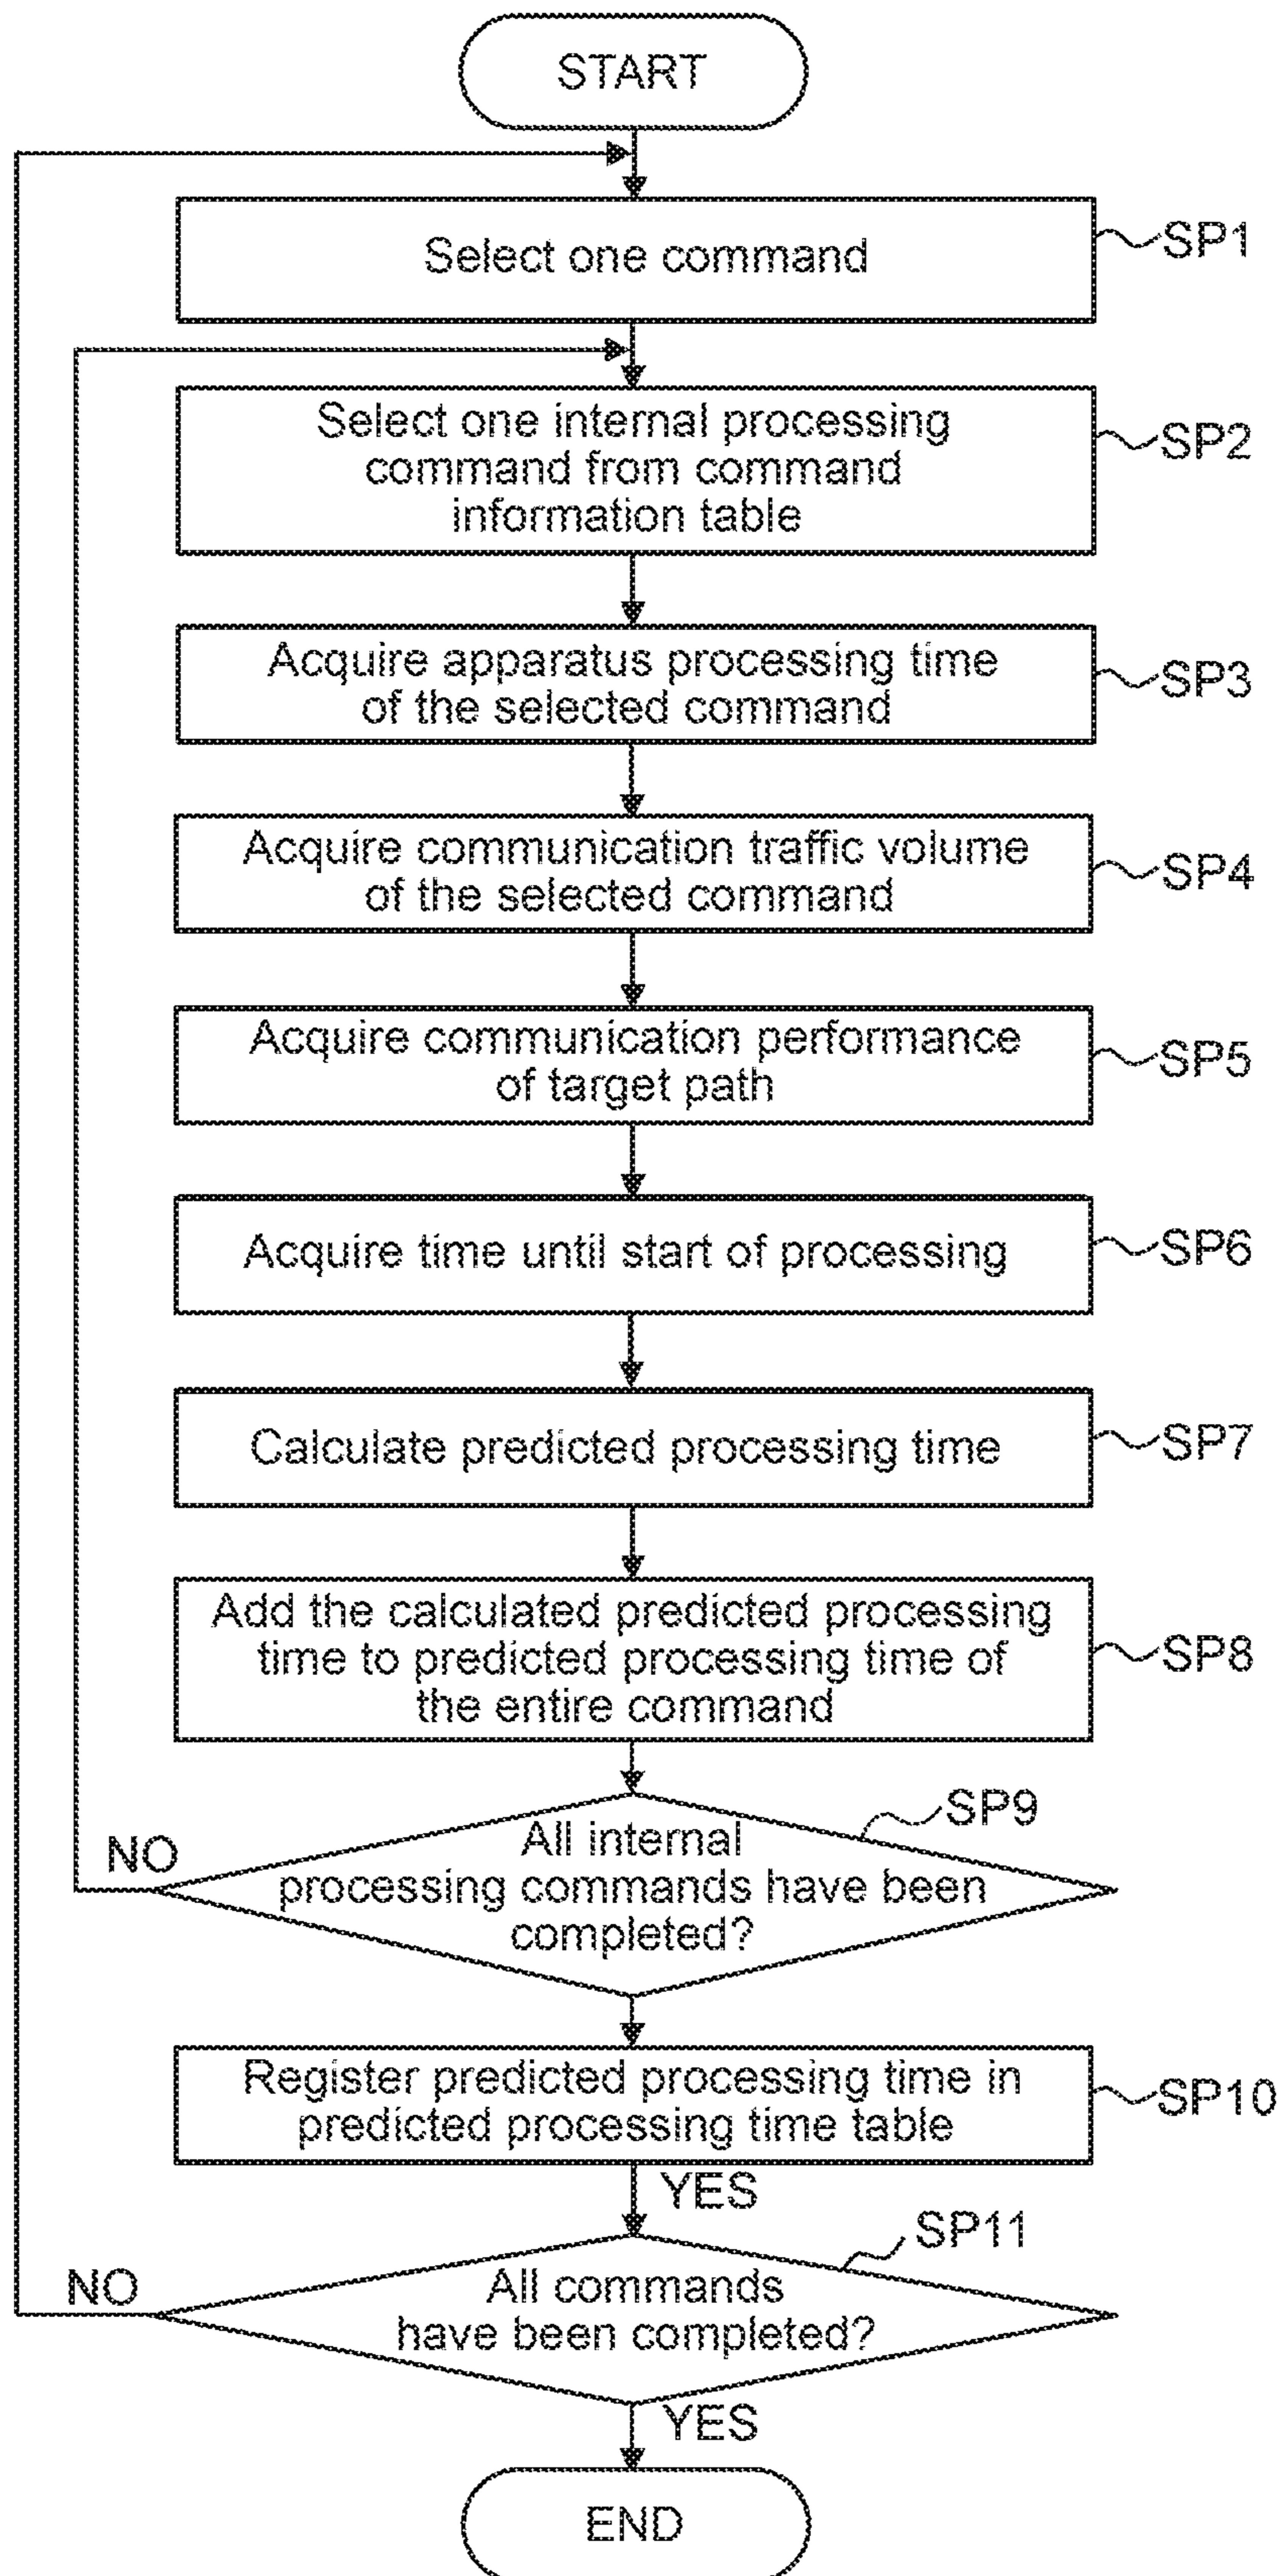 START
Select one command
SP1
Select one internal processing
command from command
information table
SP2
Acquire apparatus processing time
of the selected command
SP3
Acquire communication traffic volume
of the selected command
SP4
Acquire communication performance
of target path
SP5
Acquire time until start of processing
SP6
Calculate predicted processing time
SP7
Add the calculated predicted processing
time to predicted processing time of
the entire command
SP8
SP9
NO
All internal
processing commands have been
completed?
Register predicted processing time in
predicted processing time table
SP10
YES
SP11
NO
All commands
have been completed?
YES
END